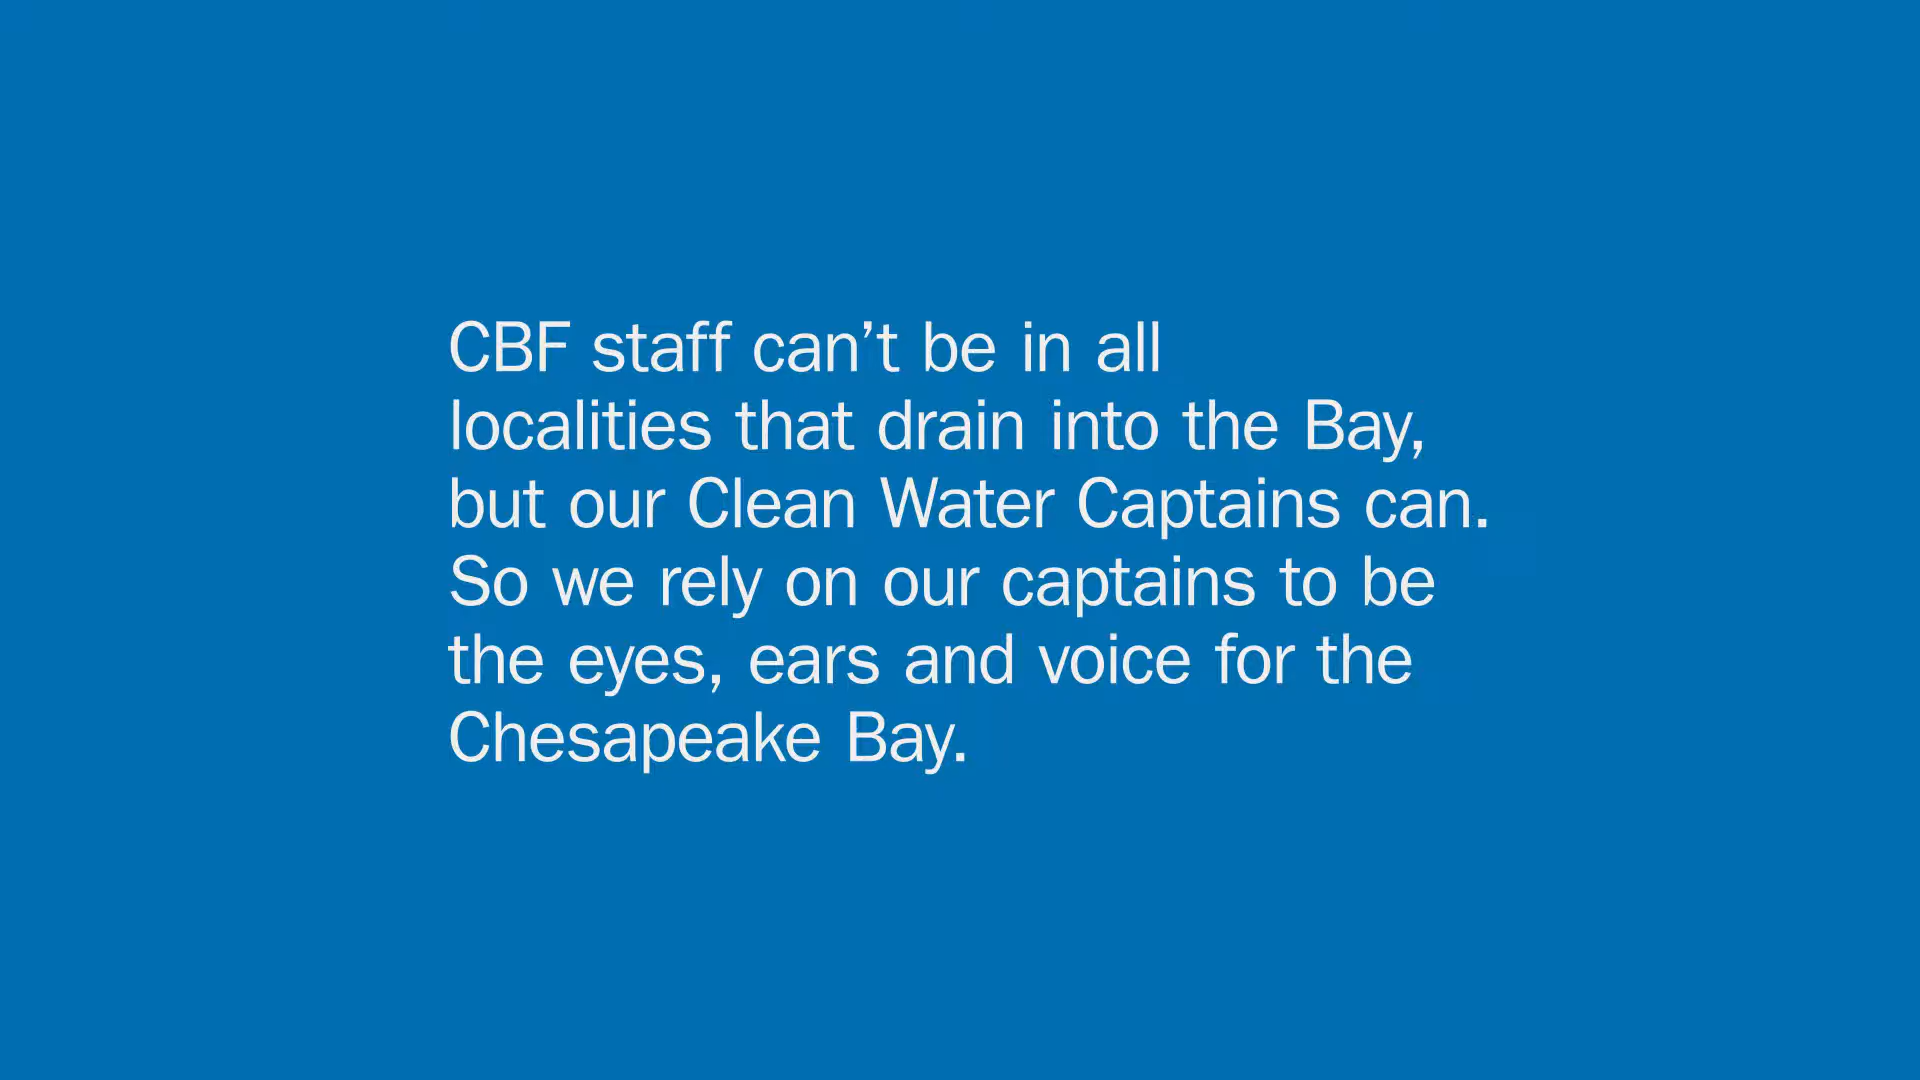 CBF staff can’t be in all
localities that drain into the Bay,
but our Clean Water Captains can.
So we rely on our captains to be
the eyes, ears and voice for the
Chesapeake Bay.